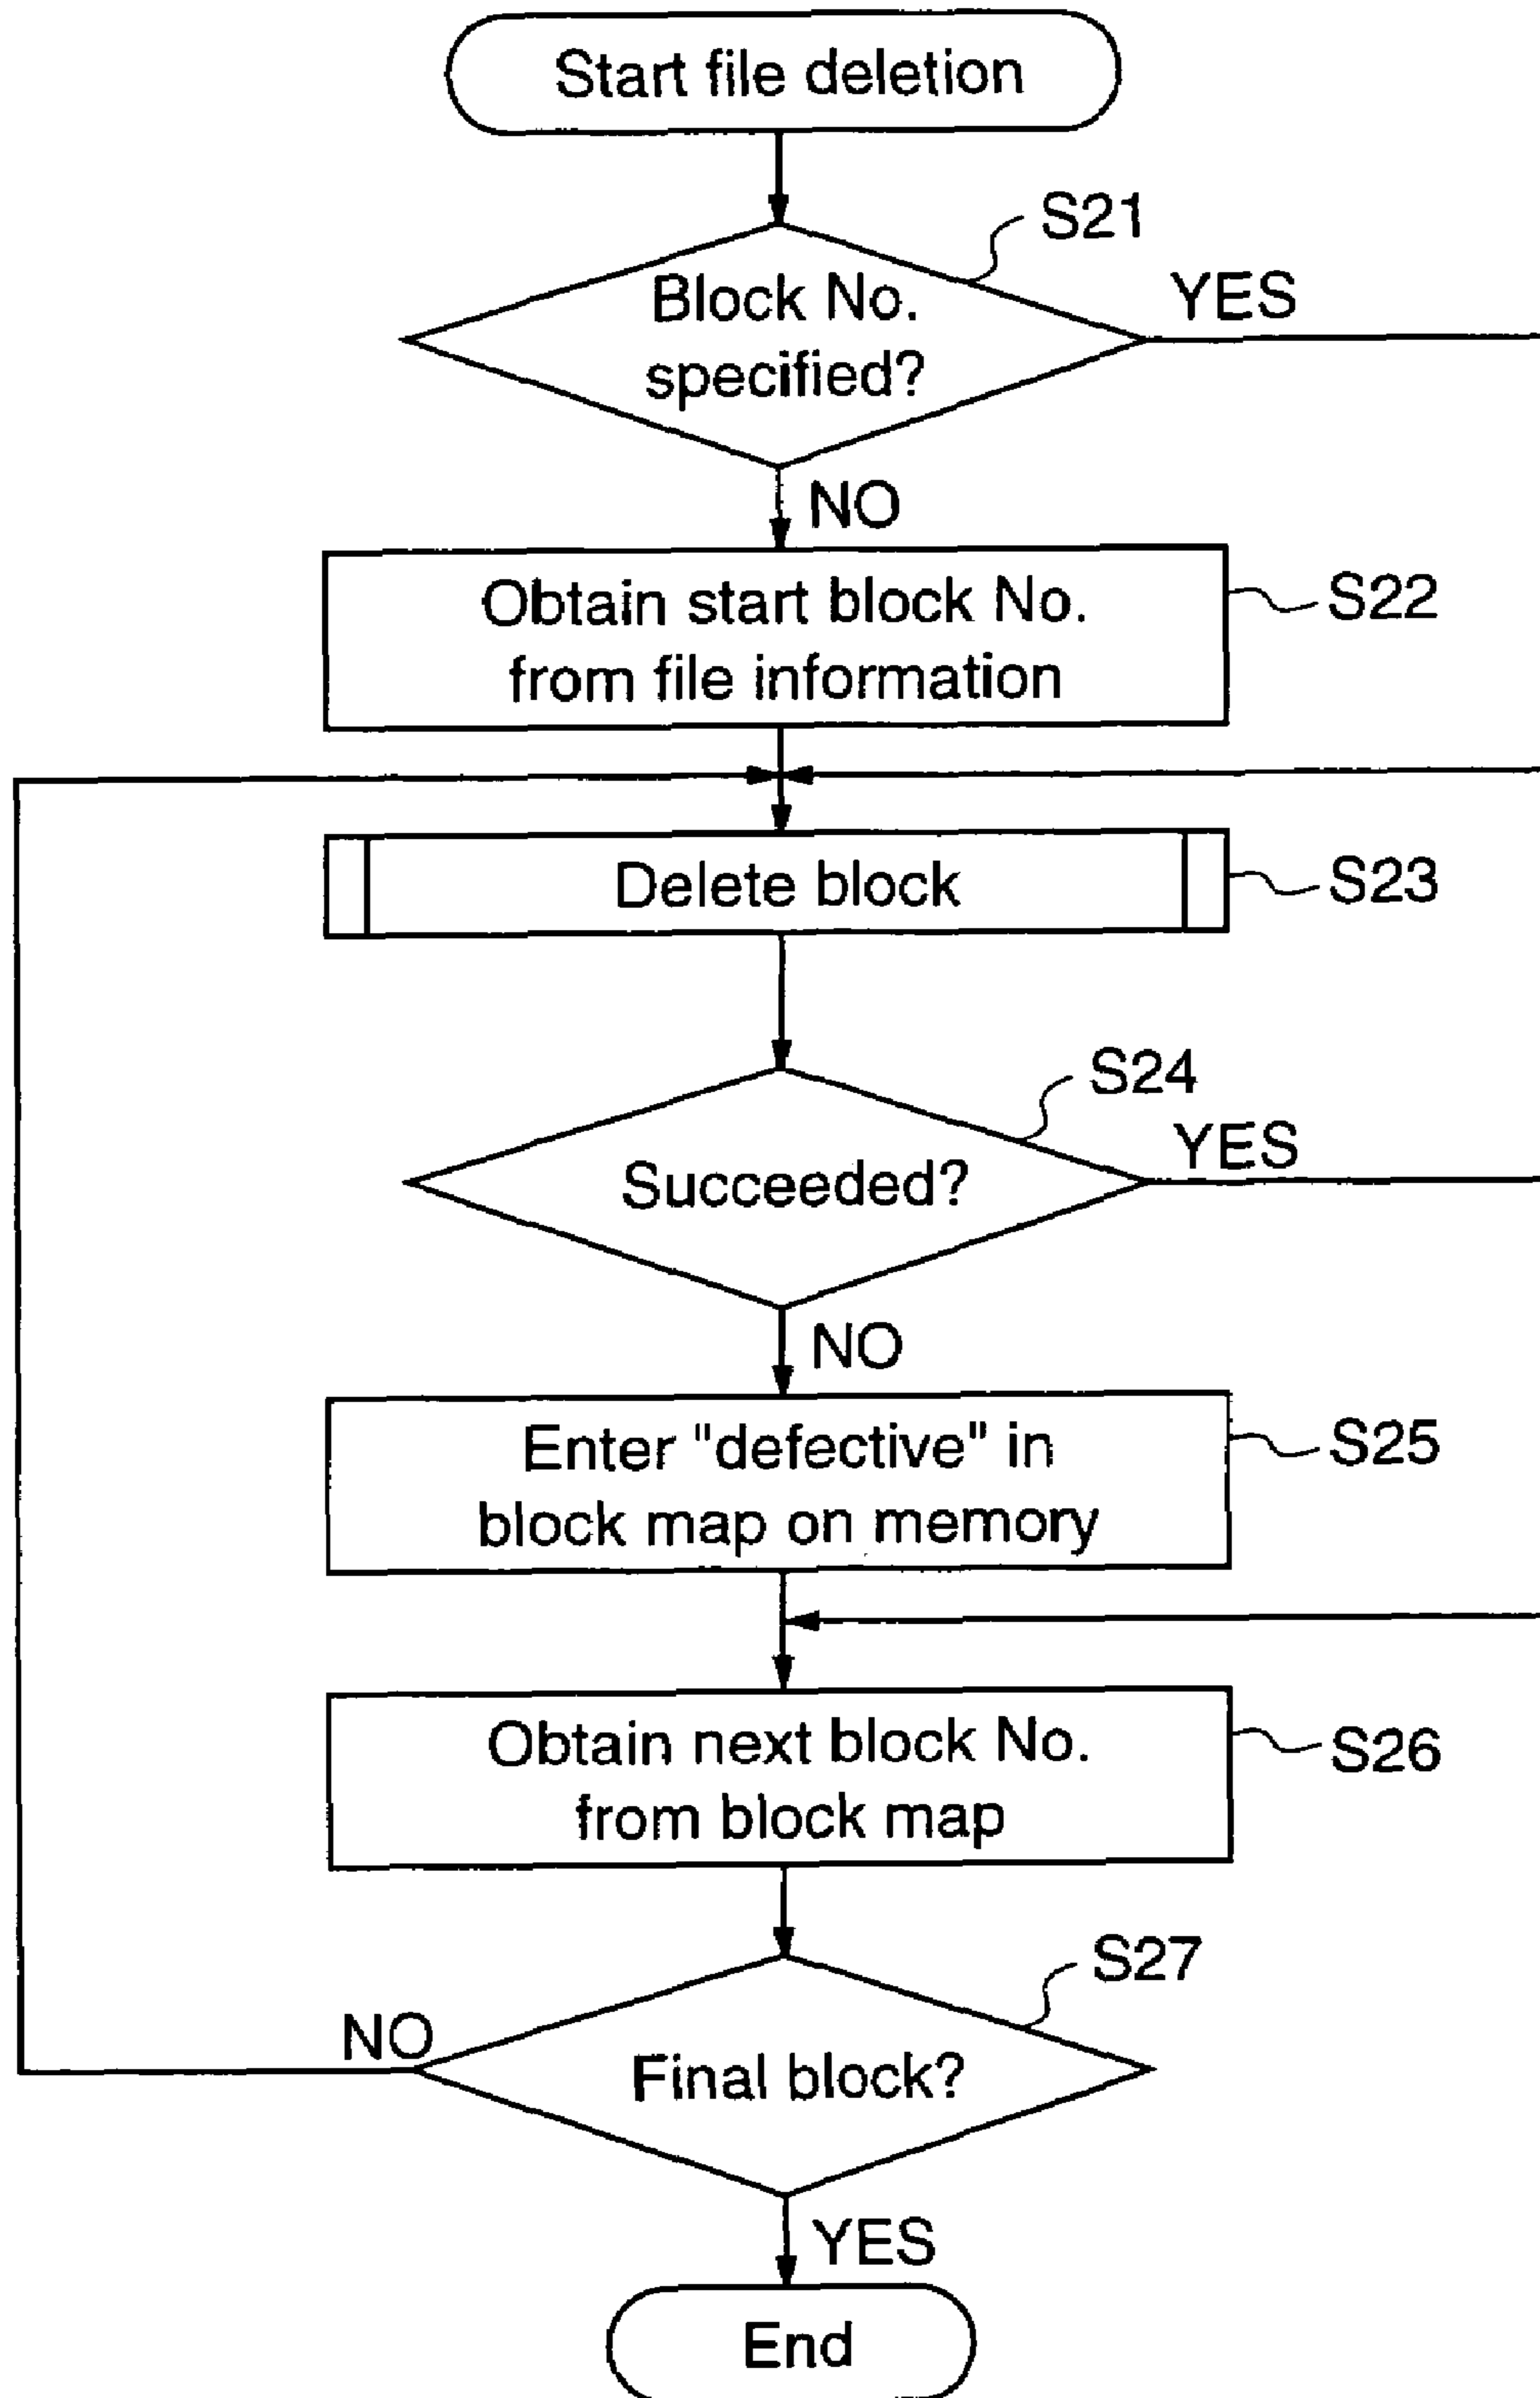 Start file deletion
S21
Block No.
specified?
YES
NO
Obtain start block No.
from file information
S22
Delete block
S23
S24
Succeeded?
YES
NO
Enter "defective" in
block map on memory
S25
Obtain next block No.
from block map
S26
S27
NO
Final block?
YES
End